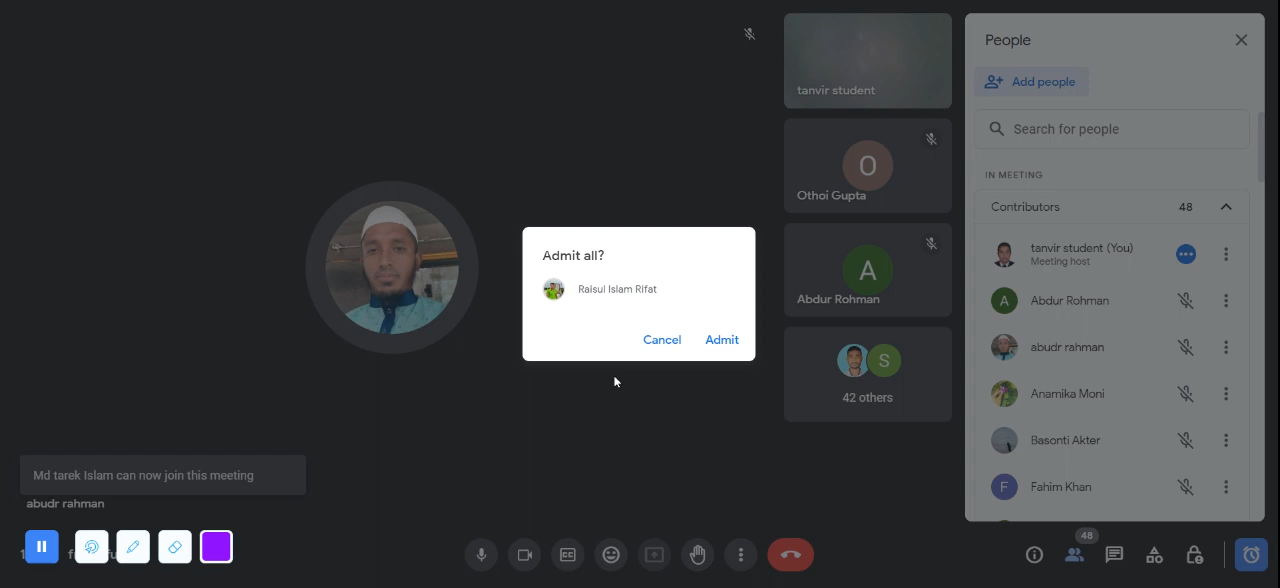 tanvir student
Othoi Gupta
O
Abdur Rohman
A
S
42 others
Admit all?
Raisul Islam Rifat
Cancel
Admit
Md tarek Islam can now join this meeting
abudr rahman
People
Add people
Search for people
IN MEETING
Contributors 48
tanvir student (You)
Meeting host
A Abdur Rohman
abudr rahman
Anamika Moni
Basonti Akter
F Fahim Khan
48